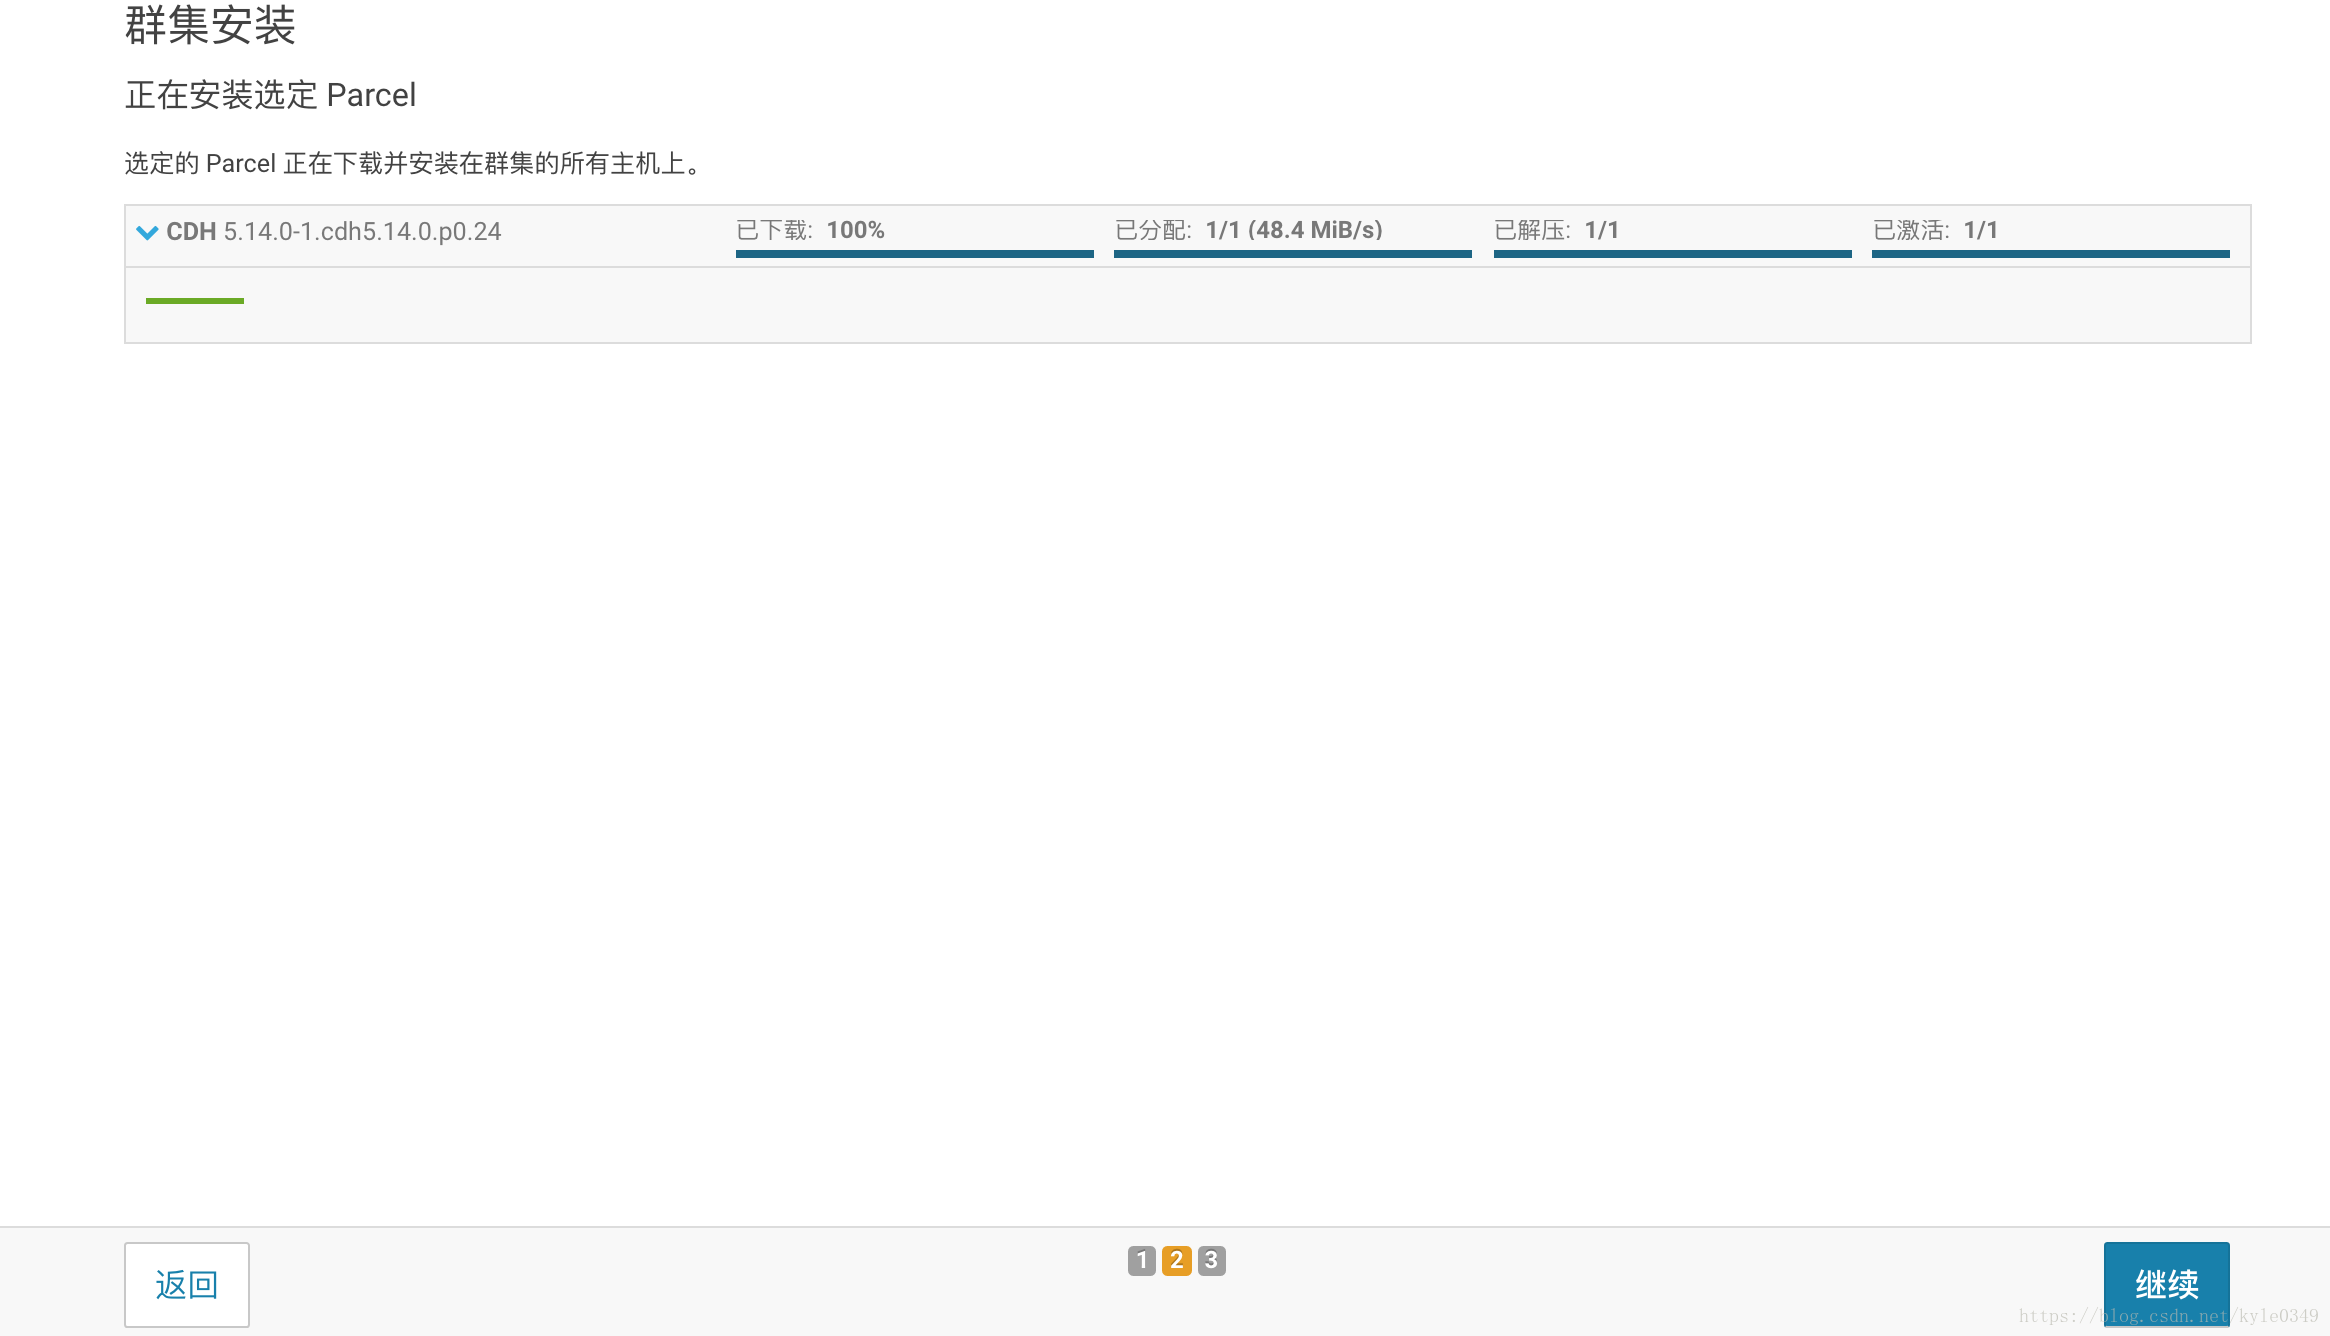 群集安装
正在安装选定 Parcel
选定的 Parcel 正在下载并安装在群集的所有主机上。
CDH 5.14.0-1.cdh5.14.0.p0.24 已下载: 100% 已分配: 1/1 (48.4 MiB/s) 已解压: 1/1 已激活: 1/1
返回 1 2 3 继续
https://blog.csdn.net/kyle0349